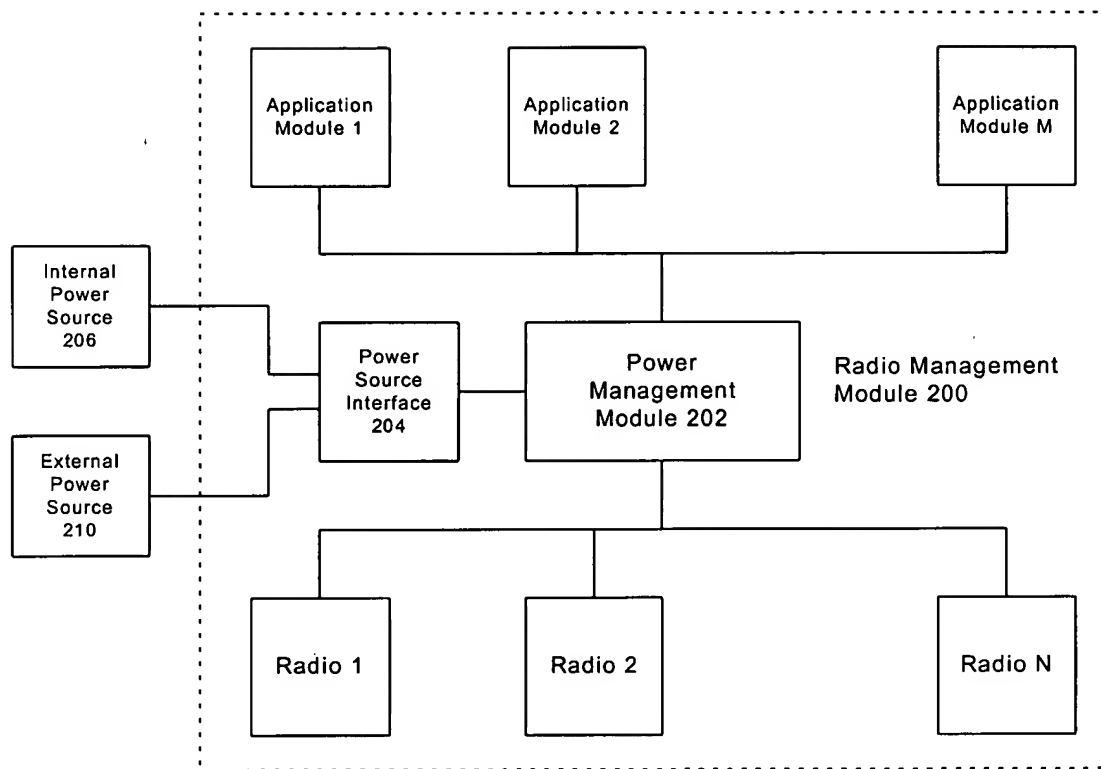 Application
Module 1
Application
Module 2
Application
Module M
Internal
Power
Source
206
Power
Source
Interface
204
Power
Management
Module 202
Radio Management
Module 200
External
Power
Source
210
Radio 1
Radio 2
Radio N